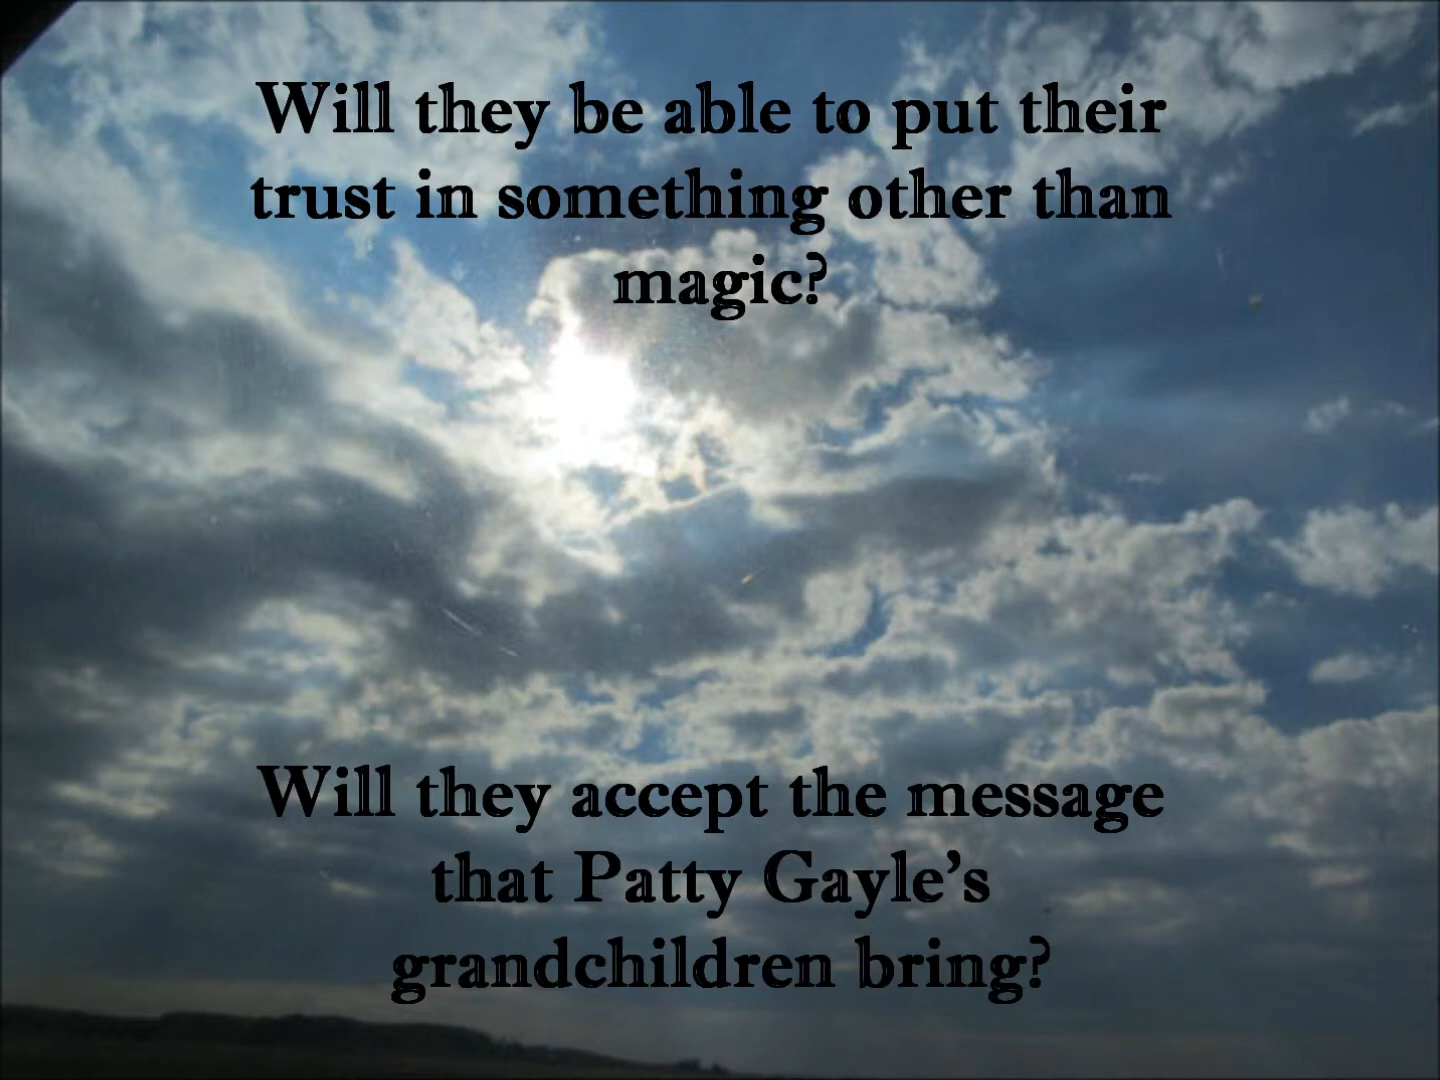 Will they be able to put their
trust in something other than
magic?
Will they accept the message
that Patty Gayle’s
grandchildren bring?